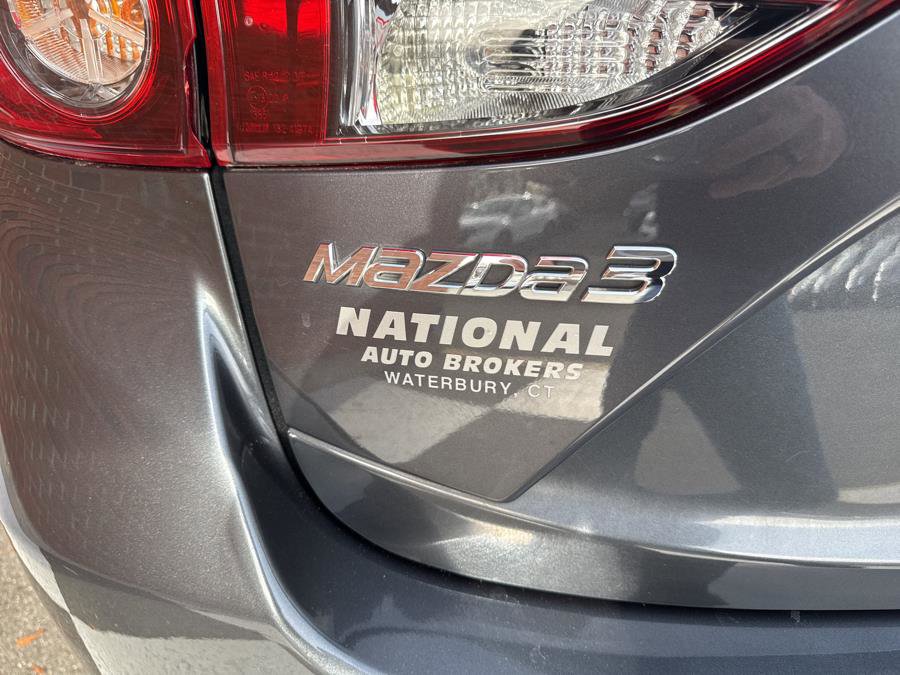 mazda3
NATIONAL
AUTO BROKERS
WATERBURY, CT